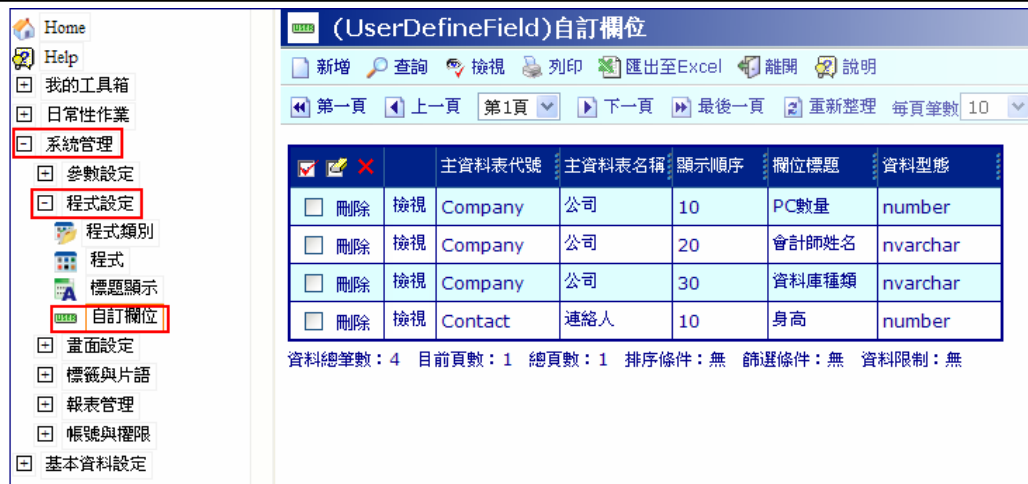 Home
Help
我的工具箱
日常性作業
系統管理
參數設定
程式設定
程式類別
程式
標題顯示
自訂欄位
畫面設定
標籤與片語
報表管理
帳號與權限
基本資料設定
(UserDefineField)自訂欄位
新增 查詢 檢視 列印 匯出至Excel 離開 說明
第一頁 上一頁 第1頁 下一頁 最後一頁 重新整理 每頁筆數 10
主資料表代號 主資料表名稱 顯示順序 欄位標題 資料型態
刪除 檢視 Company 公司 10 PC數量 number
刪除 檢視 Company 公司 20 會計師姓名 nvarchar
刪除 檢視 Company 公司 30 資料庫種類 nvarchar
刪除 檢視 Contact 連絡人 10 身高 number
資料總筆數：4 目前頁數：1 總頁數：1 排序條件：無 篩選條件：無 資料限制：無